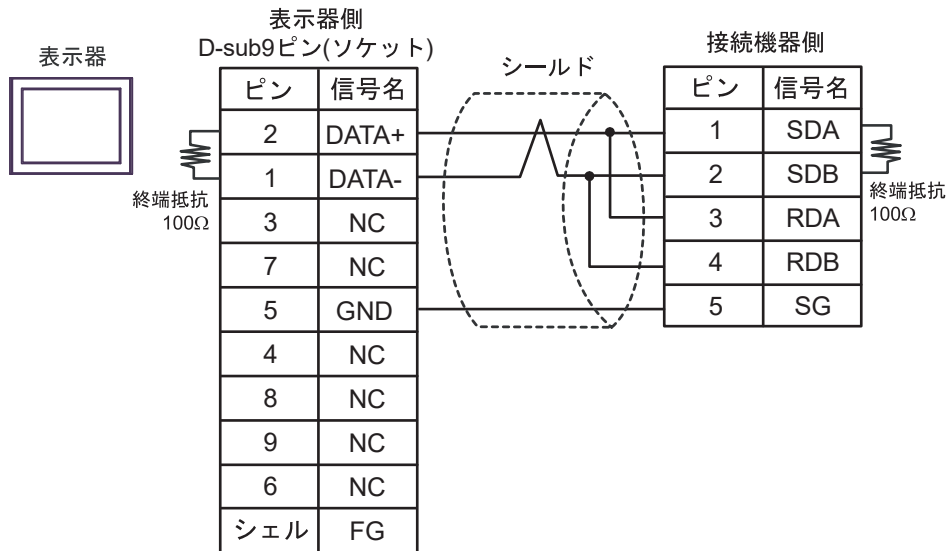 表示器
表示器側
D-sub9ピン(ソケット)
ピン 信号名
2 DATA+
1 DATA-
3 NC
7 NC
5 GND
4 NC
8 NC
9 NC
6 NC
シェル FG
終端抵抗
100Ω
シールド
接続機器側
ピン 信号名
1 SDA
2 SDB
3 RDA
4 RDB
5 SG
終端抵抗
100Ω